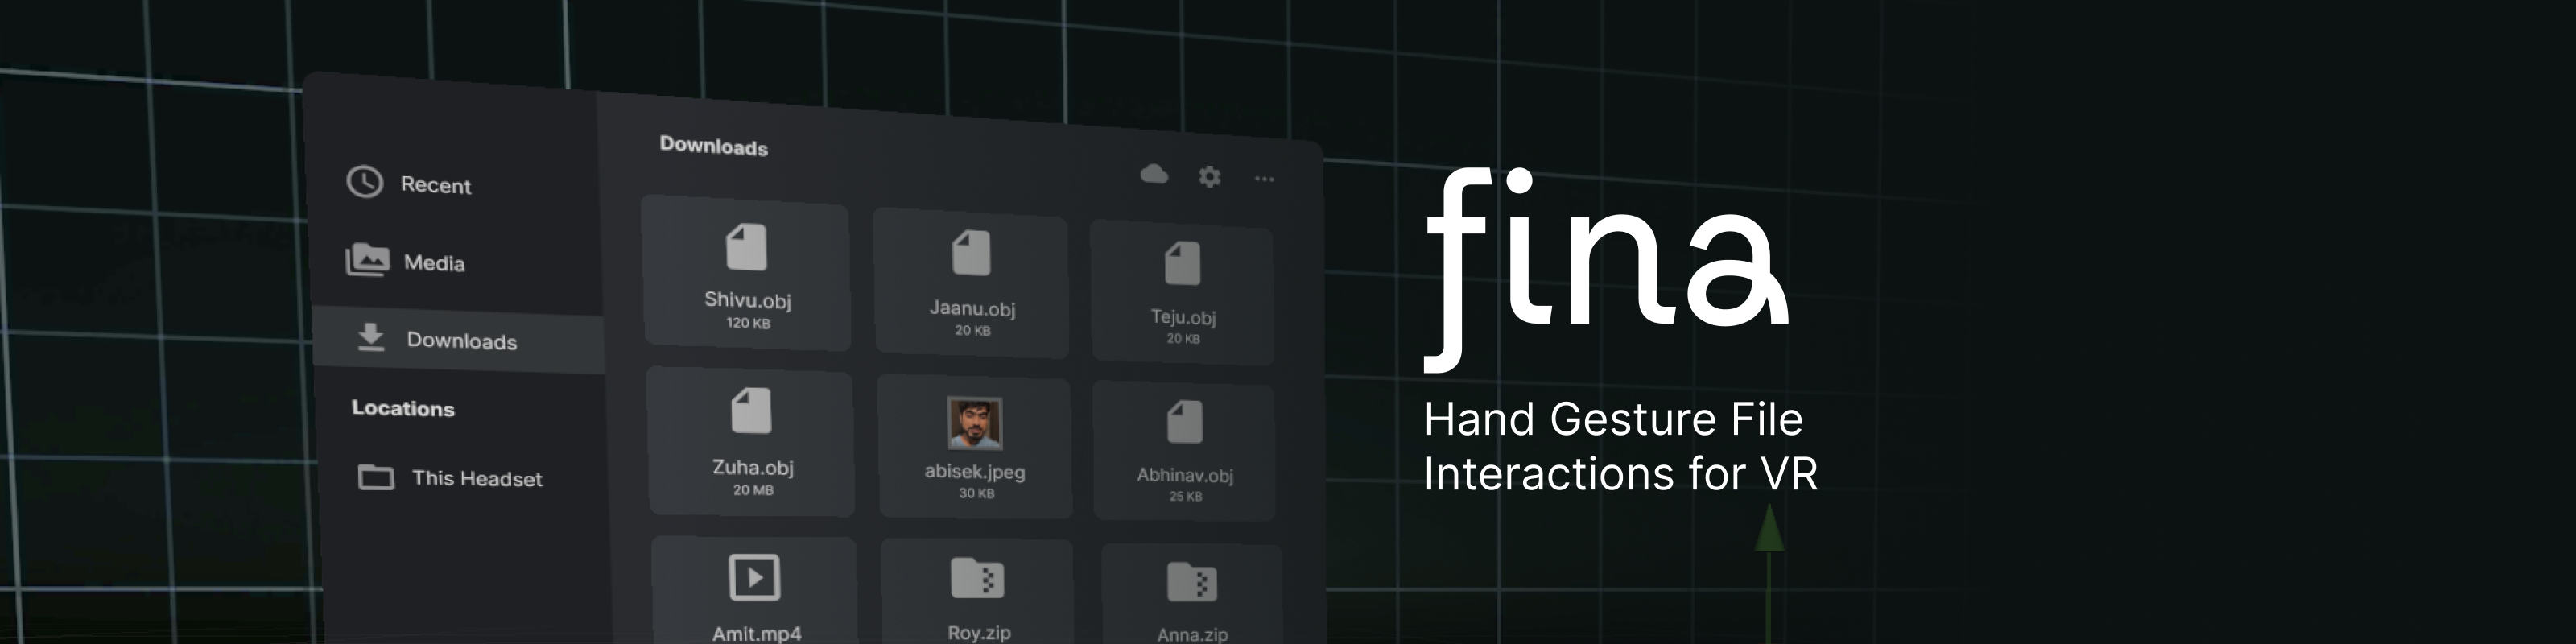 Recent
Media
Downloads
Locations
This Headset
Downloads
Shivu.obj
120 KB
Jaanu.obj
20 KB
Teju.obj
20 KB
Zuha.obj
20 MB
abisek.jpeg
30 KB
Abhinav.obj
25 KB
Amit.mp4
Roy.zip
Anna.zip
fina
Hand Gesture File
Interactions for VR